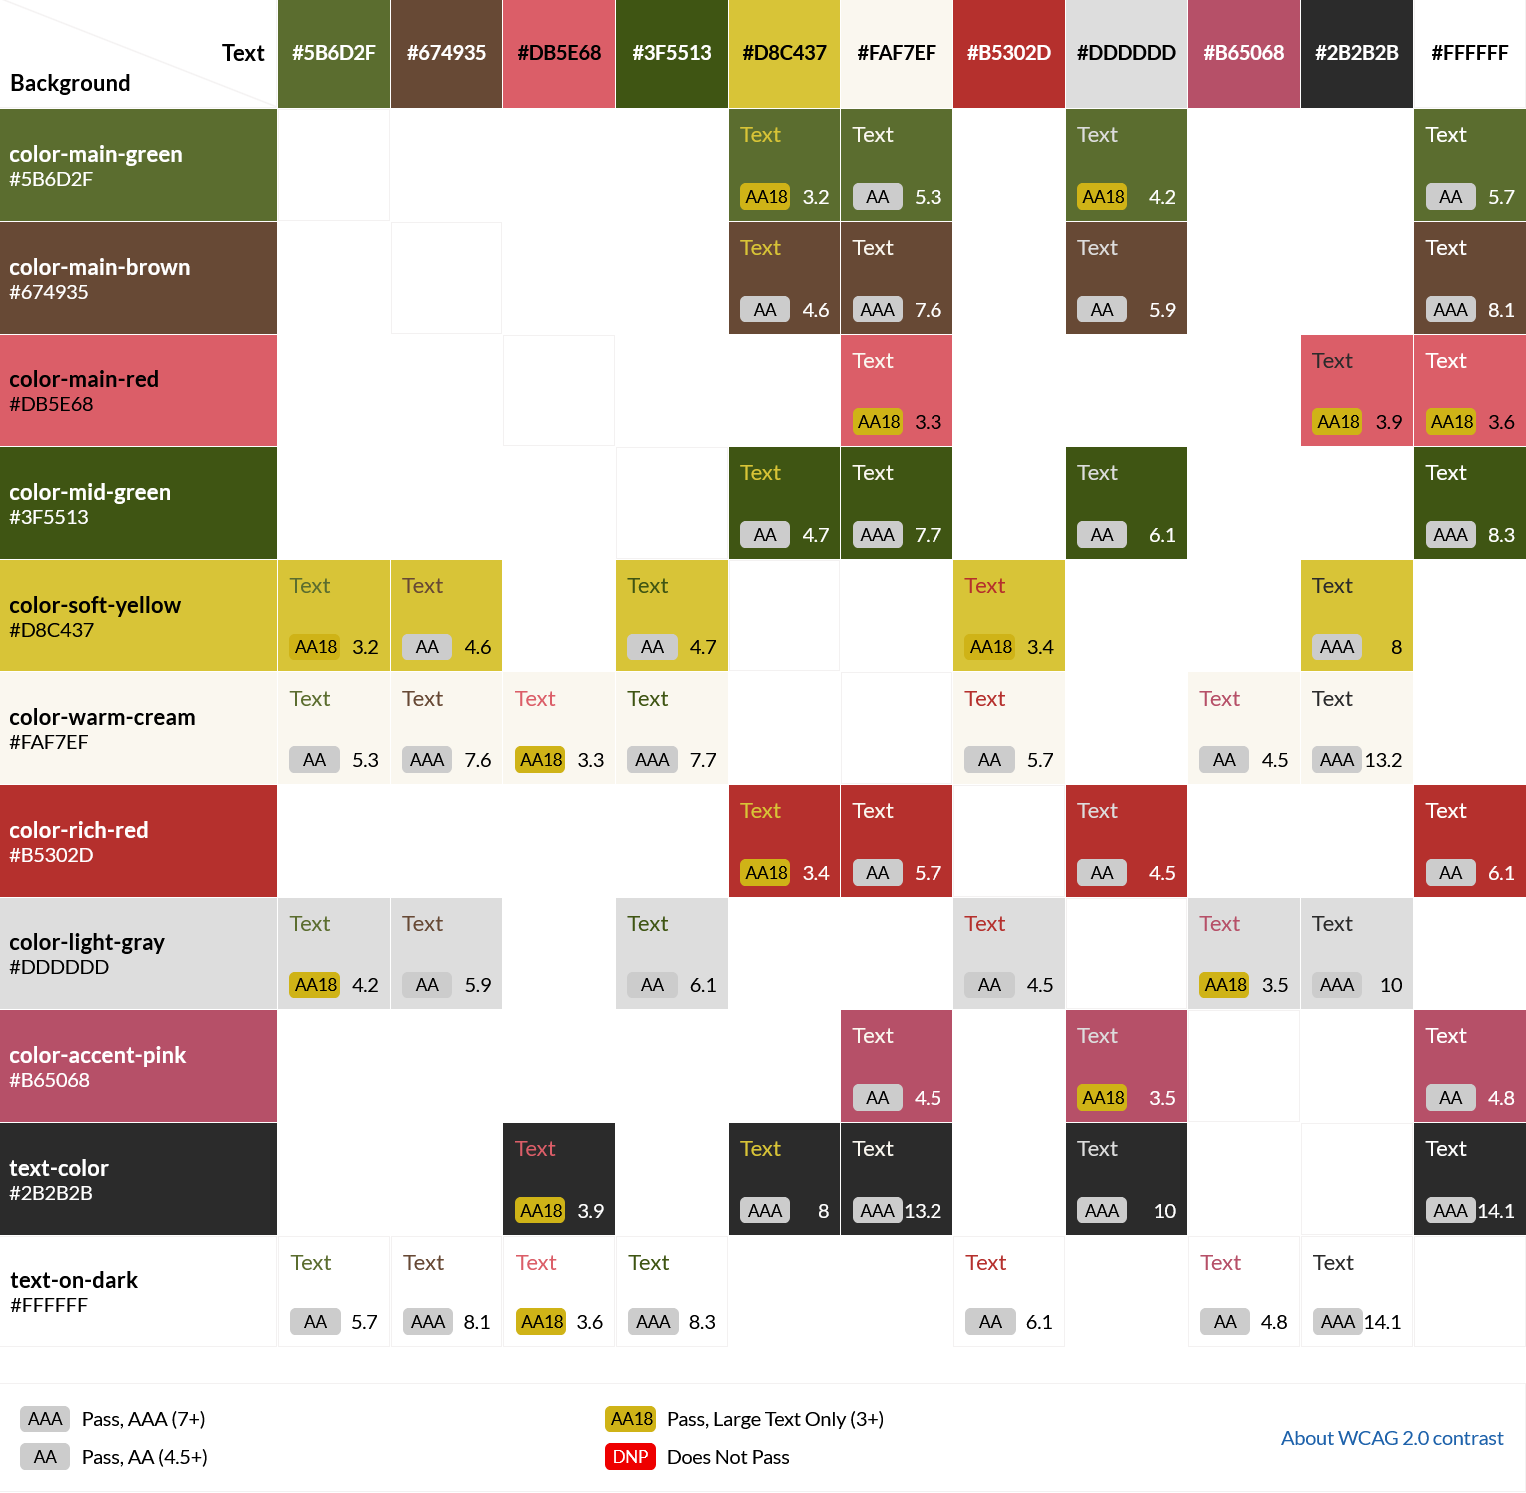 Text
Background
#5B6D2F #674935 #DB5E68 #3F5513 #D8C437 #FAF7EF #B5302D #DDDDDD #B65068 #2B2B2B #FFFFFF
color-main-green
#5B6D2F
Text Text Text Text
AA18 3.2 AA 5.3 AA18 4.2 AA 5.7
color-main-brown
#674935
Text Text Text Text
AA 4.6 AAA 7.6 AA 5.9 AAA 8.1
color-main-red
#DB5E68
Text Text Text
AA18 3.3 AA18 3.9 AA18 3.6
color-mid-green
#3F5513
Text Text Text Text
AA 4.7 AAA 7.7 AA 6.1 AAA 8.3
color-soft-yellow
#D8C437
Text Text Text Text Text
AA18 3.2 AA 4.6 AA 4.7 AA18 3.4 AAA 8
color-warm-cream
#FAF7EF
Text Text Text Text Text Text Text
AA 5.3 AAA 7.6 AA18 3.3 AAA 7.7 AA 5.7 AA 4.5 AAA 13.2
color-rich-red
#B5302D
Text Text Text Text
AA18 3.4 AA 5.7 AA 4.5 AA 6.1
color-light-gray
#DDDDDD
Text Text Text Text Text Text
AA18 4.2 AA 5.9 AA 6.1 AA 4.5 AA18 3.5 AAA 10
color-accent-pink
#B65068
Text Text Text
AA 4.5 AA18 3.5 AA 4.8
text-color
#2B2B2B
Text Text Text Text Text
AA18 3.9 AAA 8 AAA 13.2 AAA 10 AAA 14.1
text-on-dark
#FFFFFF
Text Text Text Text Text Text Text
AA 5.7 AAA 8.1 AA18 3.6 AAA 8.3 AA 6.1 AA 4.8 AAA 14.1
AAA Pass, AAA (7+)
AA Pass, AA (4.5+)
AA18 Pass, Large Text Only (3+)
DNP Does Not Pass
About WCAG 2.0 contrast